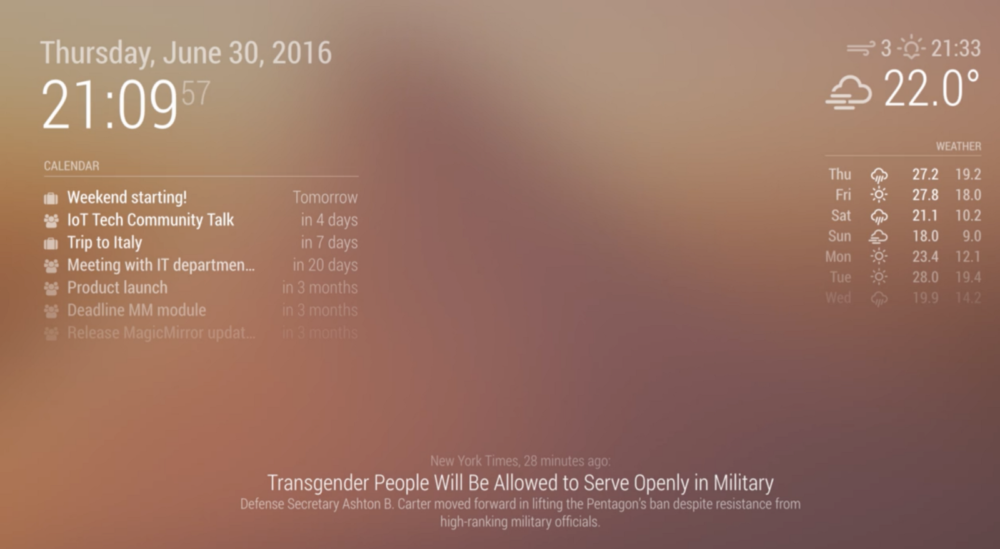 Thursday, June 30, 2016
21:09 57
CALENDAR
Weekend starting! Tomorrow
IoT Tech Community Talk in 4 days
Trip to Italy in 7 days
Meeting with IT departmen... in 20 days
Product launch in 3 months
Deadline MM module in 3 months
Release MagicMirror updat... in 3 months
3 21:33
22.0°
WEATHER
Thu 27.2 19.2
Fri 27.8 18.0
Sat 21.1 10.2
Sun 18.0 9.0
Mon 23.4 12.1
Tue 28.0 19.4
Wed 19.9 14.2
New York Times, 28 minutes ago:
Transgender People Will Be Allowed to Serve Openly in Military
Defense Secretary Ashton B. Carter moved forward in lifting the Pentagon's ban despite resistance from
high-ranking military officials.